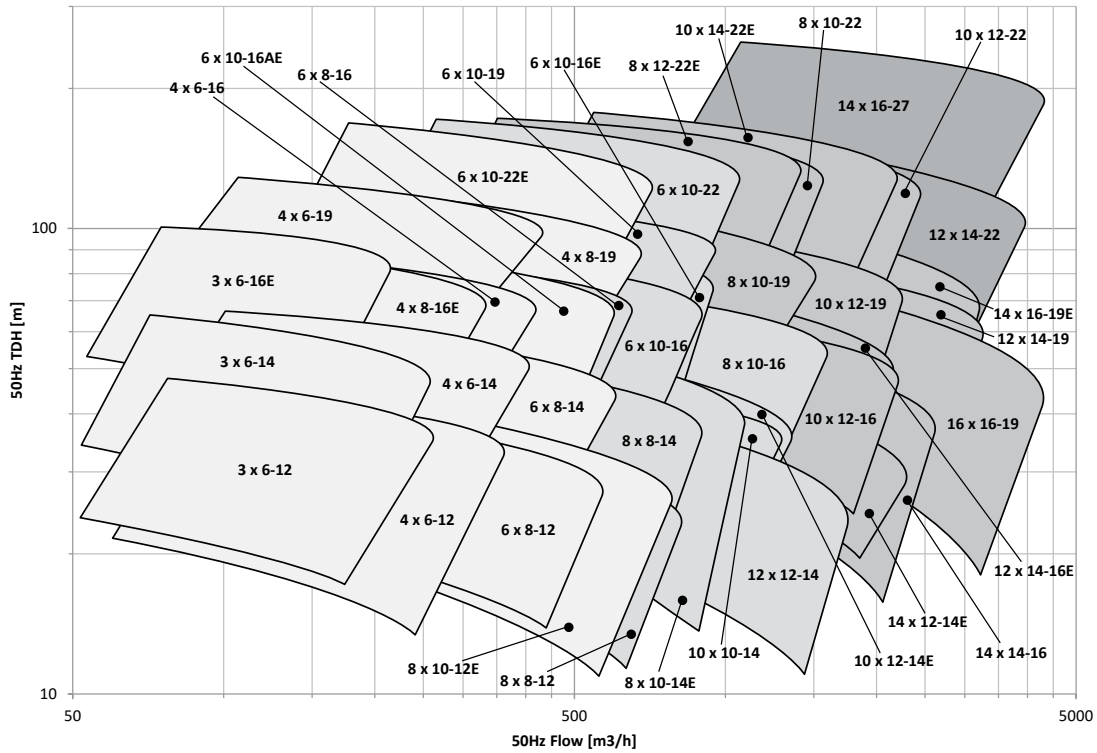 8 x 10-22
10 x 14-22E
10 x 12-22
6 x 10-16E
6 x 10-16AE
8 x 12-22E
6 x 10-19
6 x 8-16
4 x 6-16
14 x 16-27
200
6 x 10-22E
6 x 10-22
4 x 6-19
100
12 x 14-22
4 x 8-19
3 x 6-16E
8 x 10-19
10 x 12-19
4 x 8-16E
14 x 16-19E
12 x 14-19
6 x 10-16
3 x 6-14
8 x 10-16
4 x 6-14
6 x 8-14
10 x 12-16
16 x 16-19
8 x 8-14
3 x 6-12
4 x 6-12
6 x 8-12
12 x 12-14
12 x 14-16E
14 x 12-14E
10 x 10-14
14 x 14-16
10 x 12-14E
8 x 10-12E
8 x 8-12
8 x 10-14E
10
50
500
5000
50Hz TDH [m]
50Hz Flow [m3/h]